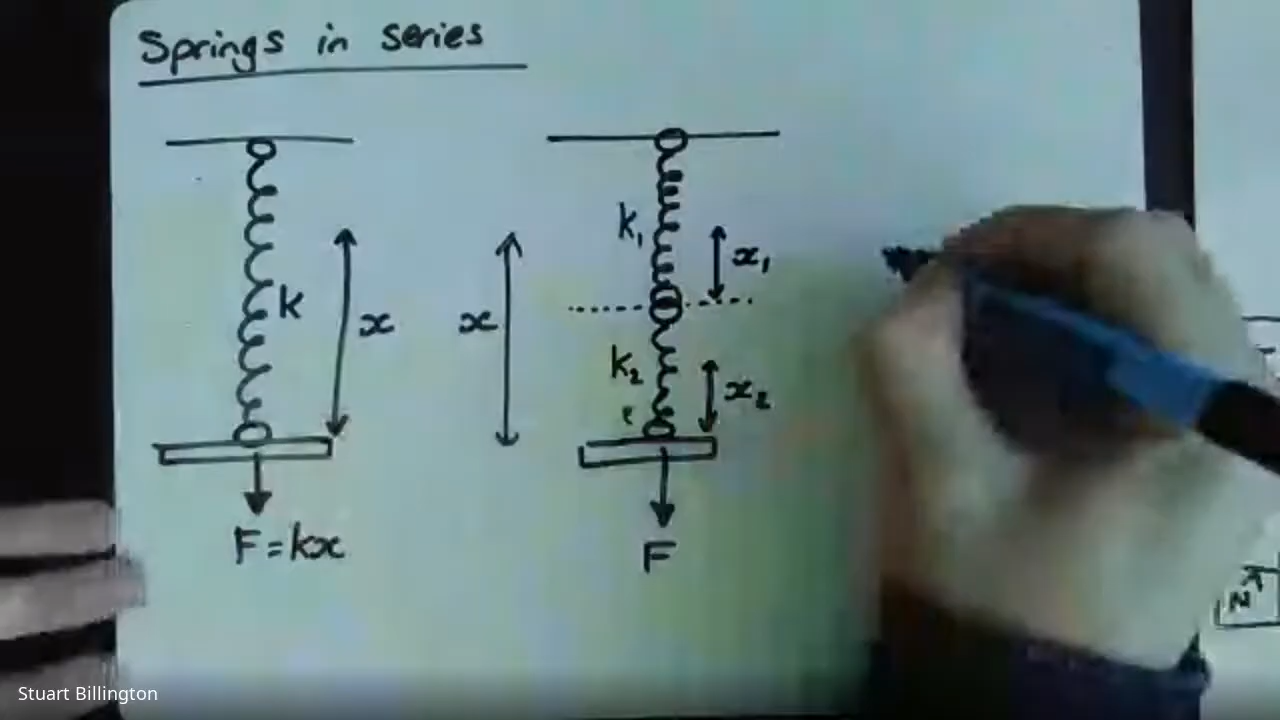 Springs in series
k
x
F = kx
x
k₁
x₁
k₂
x₂
F
N
Stuart Billington